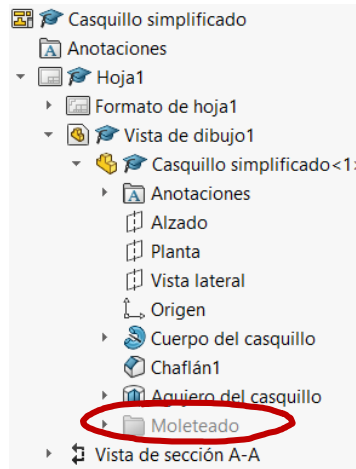 Casquillo simplificado
A Anotaciones
Hoja1
Formato de hoja1
Vista de dibujo1
Casquillo simplificado<1>
A Anotaciones
Alzado
Planta
Vista lateral
Origen
Cuerpo del casquillo
Chaflán1
Agujero del casquillo
Moleteado
Vista de sección A-A